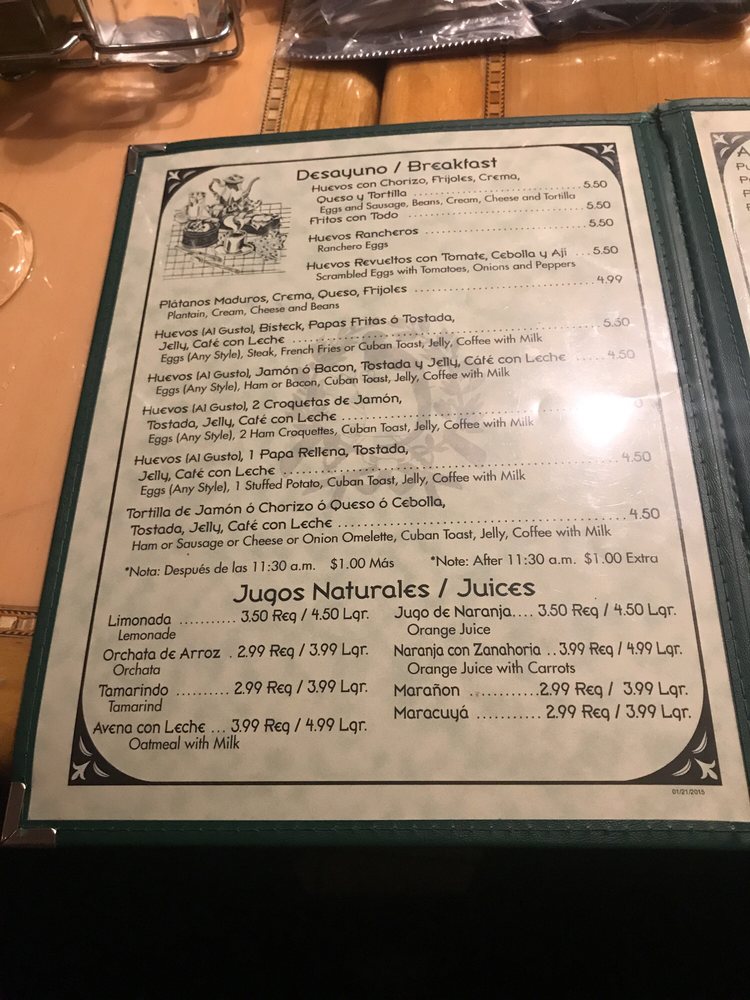 Desayuno / Breakfast
Huevos con Chorizo, Frijoles, Crema,
Queso y Tortilla ........................... 5.50
Eggs and Sausage, Beans, Cream, Cheese and Tortilla
Fritos con Todo ........................... 5.50
Huevos Rancheros ........................... 5.50
Ranchero Eggs
Huevos Revueltos con Tomate, Cebolla y Aji ..... 5.50
Scrambled Eggs with Tomatoes, Onions and Peppers
Plátanos Maduros, Crema, Queso, Frijoles ........................... 4.99
Plantain, Cream, Cheese and Beans
Huevos (Al Gusto), Bisteck, Papas Fritas ó Tostada,
Jelly, Café con Leche ........................... 5.50
Eggs (Any Style), Steak, French Fries or Cuban Toast, Jelly, Coffee with Milk
Huevos (Al Gusto), Jamón ó Bacon, Tostada y Jelly, Café con Leche ..... 4.50
Eggs (Any Style), Ham or Bacon, Cuban Toast, Jelly, Coffee with Milk
Huevos (Al Gusto), 2 Croquetas de Jamón,
Tostada, Jelly, Café con Leche ...........................
Eggs (Any Style), 2 Ham Croquettes, Cuban Toast, Jelly, Coffee with Milk
Huevos (Al Gusto), 1 Papa Rellena, Tostada,
Jelly, Café con Leche ........................... 4.50
Eggs (Any Style), 1 Stuffed Potato, Cuban Toast, Jelly, Coffee with Milk
Tortilla de Jamón ó Chorizo ó Queso ó Cebolla,
Tostada, Jelly, Café con Leche ........................... 4.50
Ham or Sausage or Cheese or Onion Omelette, Cuban Toast, Jelly, Coffee with Milk
*Nota: Después de las 11:30 a.m. $1.00 Más *Note: After 11:30 a.m. $1.00 Extra
Jugos Naturales / Juices
Limonada ........... 3.50 Reg / 4.50 Lgr.
Lemonade
Orchata de Arroz . 2.99 Reg / 3.99 Lgr.
Orchata
Tamarindo .......... 2.99 Reg / 3.99 Lgr.
Tamarind
Avena con Leche ... 3.99 Reg / 4.99 Lgr.
Oatmeal with Milk
Jugo de Naranja.... 3.50 Reg / 4.50 Lgr.
Orange Juice
Naranja con Zanahoria .. 3.99 Reg / 4.99 Lgr.
Orange Juice with Carrots
Marañon ............2.99 Reg / 3.99 Lgr.
Maracuyá ........... 2.99 Reg / 3.99 Lgr.
01/21/2015